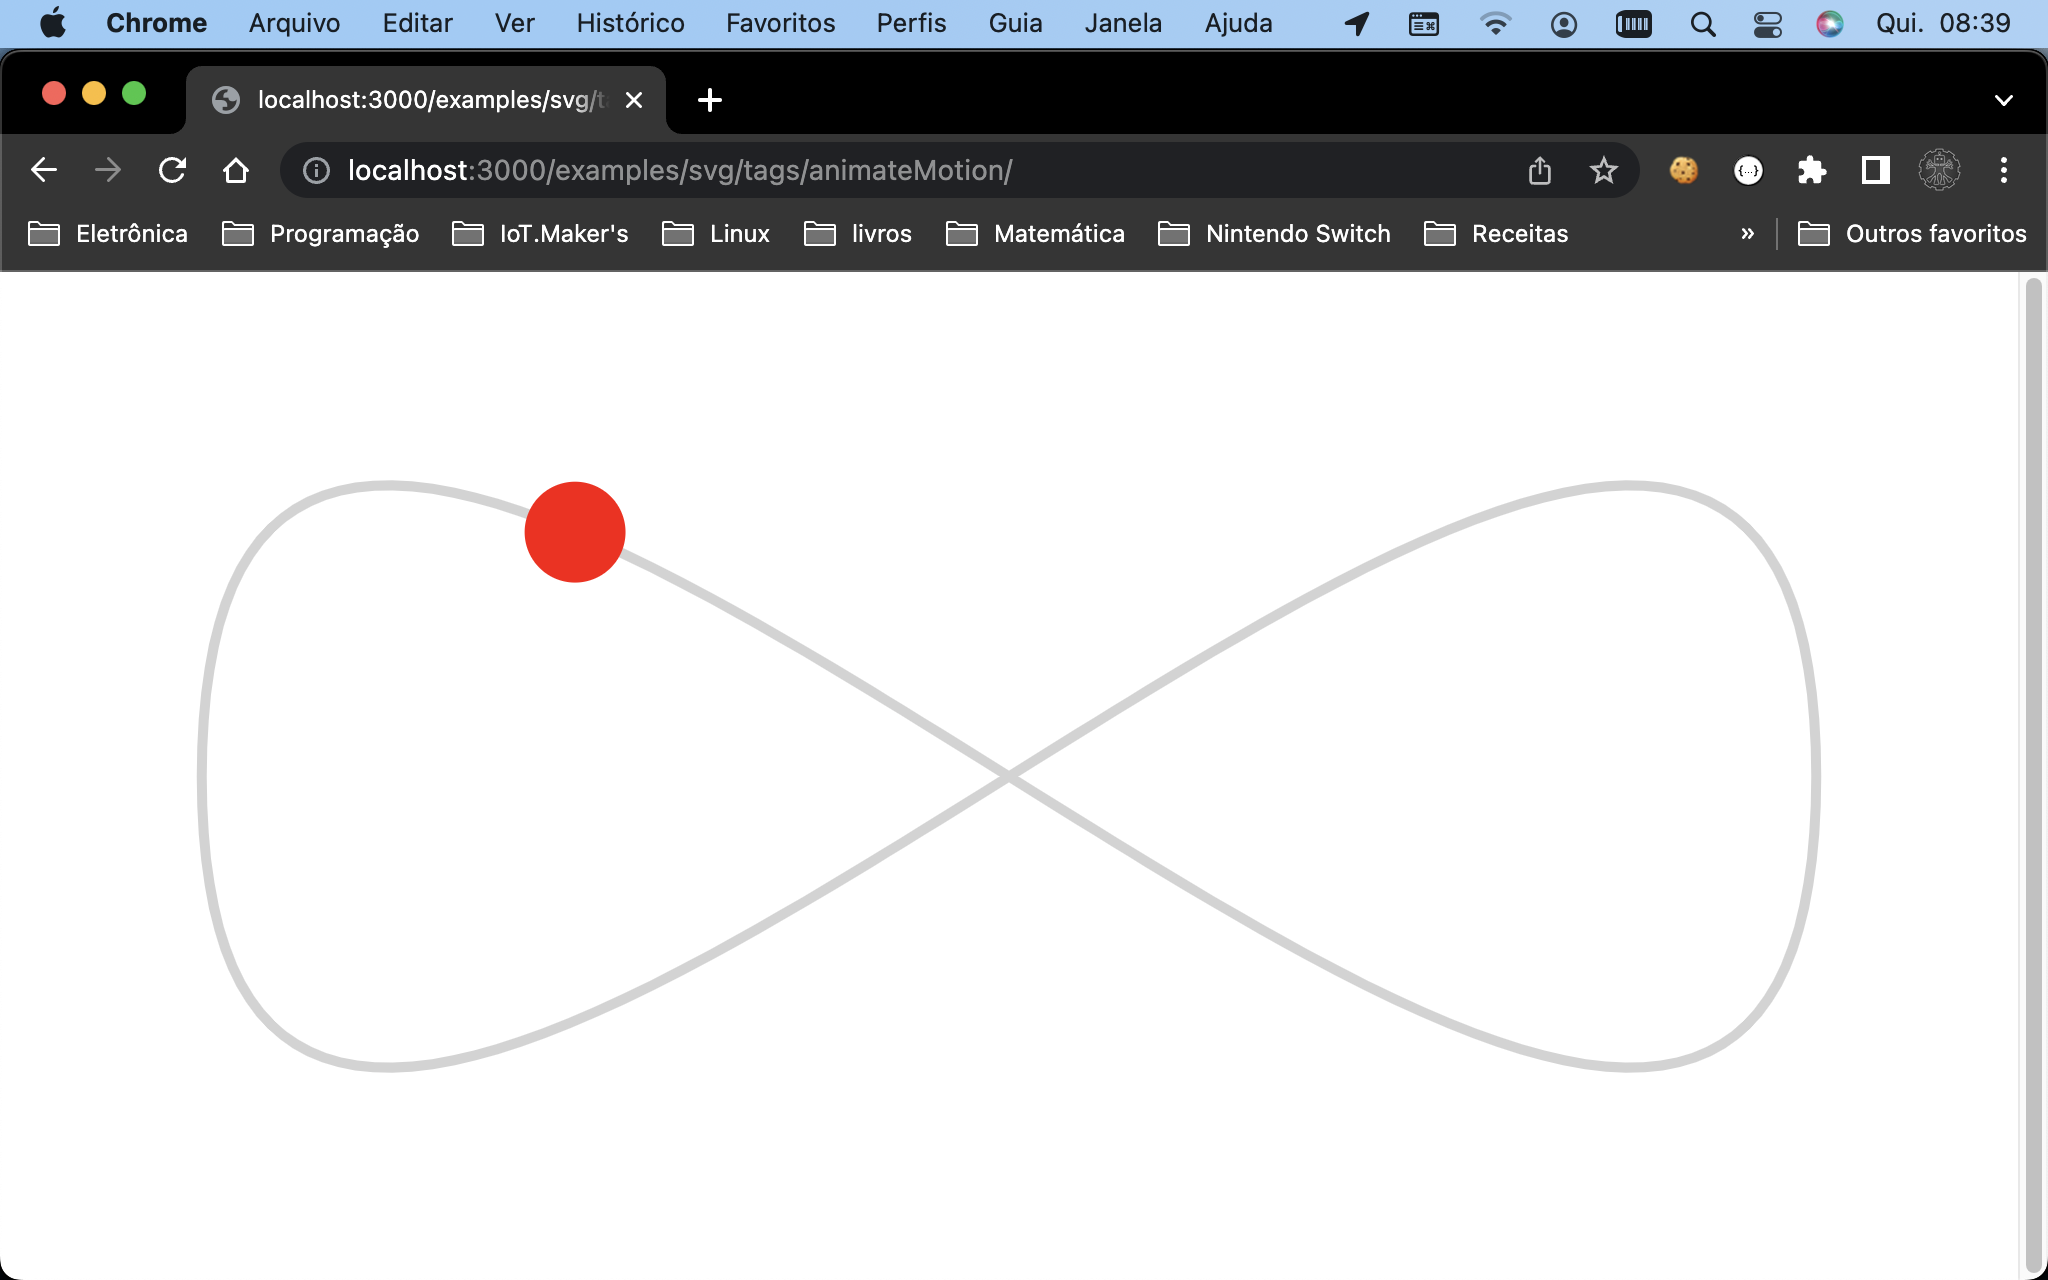 Chrome Arquivo Editar Ver Histórico Favoritos Perfis Guia Janela Ajuda Qui. 08:39
localhost:3000/examples/svg/t
localhost:3000/examples/svg/tags/animateMotion/
Eletrônica Programação IoT.Maker's Linux livros Matemática Nintendo Switch Receitas » Outros favoritos